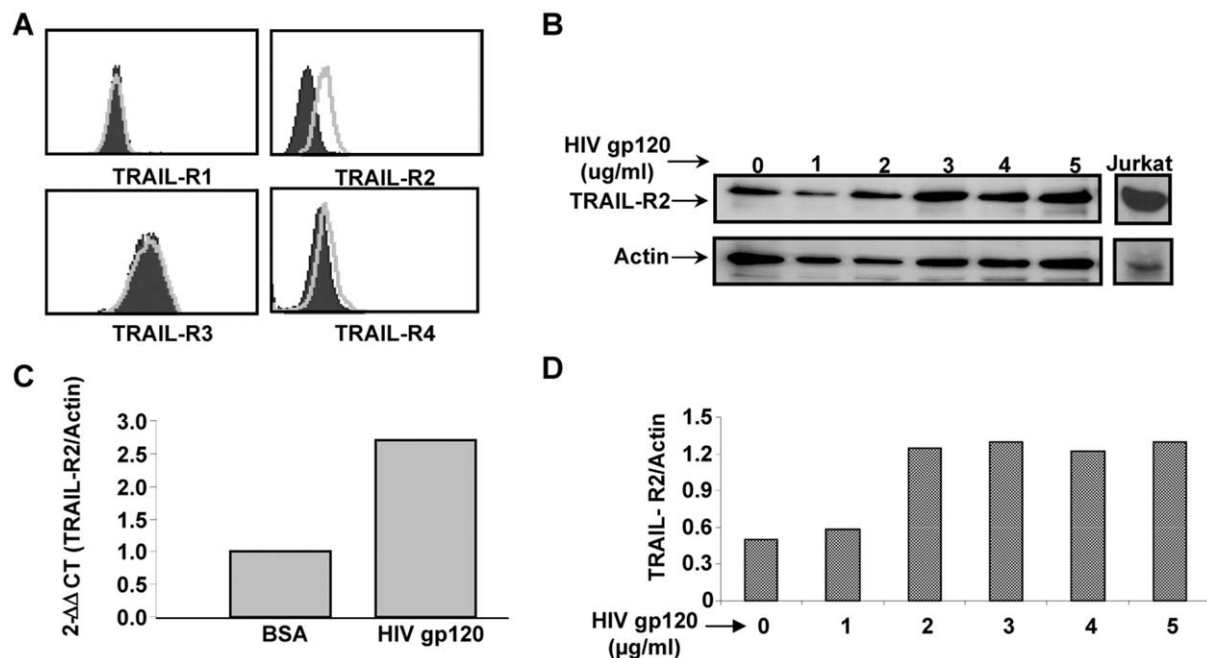 A
TRAIL-R1
TRAIL-R2
TRAIL-R3
TRAIL-R4
B
HIV gp120
(ug/ml)
0 1 2 3 4 5 Jurkat
TRAIL-R2
Actin
C
2-ΔΔ CT (TRAIL-R2/Actin)
3.0
2.5
2.0
1.5
1.0
0.5
0.0
BSA HIV gp120
D
TRAIL- R2/Actin
1.5
1.2
0.9
0.6
0.3
0
HIV gp120
(μg/ml)
0 1 2 3 4 5